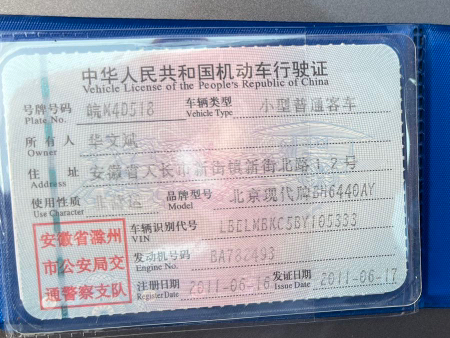 中华人民共和国机动车行驶证
Vehicle License of the People's Republic of China
号牌号码 皖M4D518 车辆类型 小型普通客车
Plate No. Vehicle Type
所有人 华文斌
Owner
住址 安徽省天长市新街镇新街北路12号
Address
使用性质 非营运 品牌型号 北京现代牌BH6440AY
Use Character Model
车辆识别代号 LBELMBKC5BY105333
VIN
发动机号码 BA782493
Engine No.
注册日期 2011-06-16 发证日期 2011-06-17
Register Date Issue Date
安徽省滁州
市公安局交
通警察支队